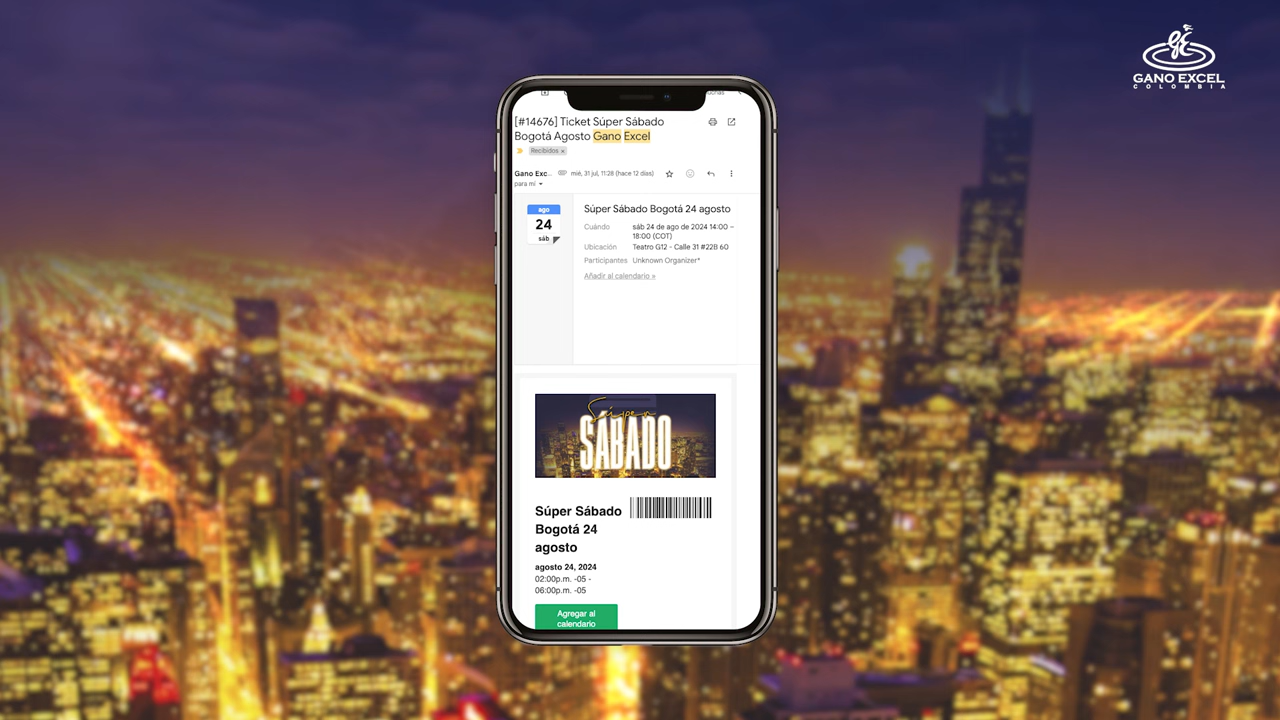 GANO EXCEL
COLOMBIA
[#14676] Ticket Súper Sábado
Bogotá Agosto Gano Excel
Recibidos x
Gano Exc... mié, 31 jul, 11:28 (hace 12 días)
para mí
ago
24
sáb
Súper Sábado Bogotá 24 agosto
Cuándo sáb 24 de ago de 2024 14:00 –
18:00 (COT)
Ubicación Teatro G12 - Calle 31 #22B 60
Participantes Unknown Organizer*
Añadir al calendario »
Súper
SÁBADO
Súper Sábado
Bogotá 24
agosto
agosto 24, 2024
02:00p.m. -05 -
06:00p.m. -05
Agregar al
calendario